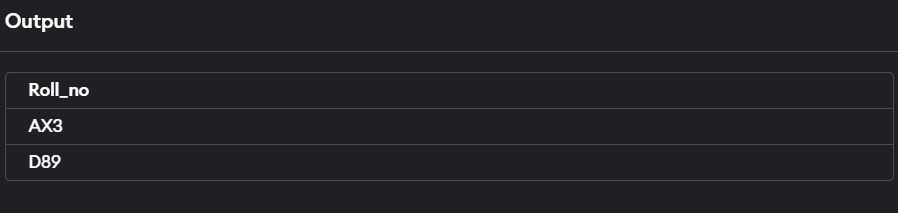 Output
Roll_no
AX3
D89